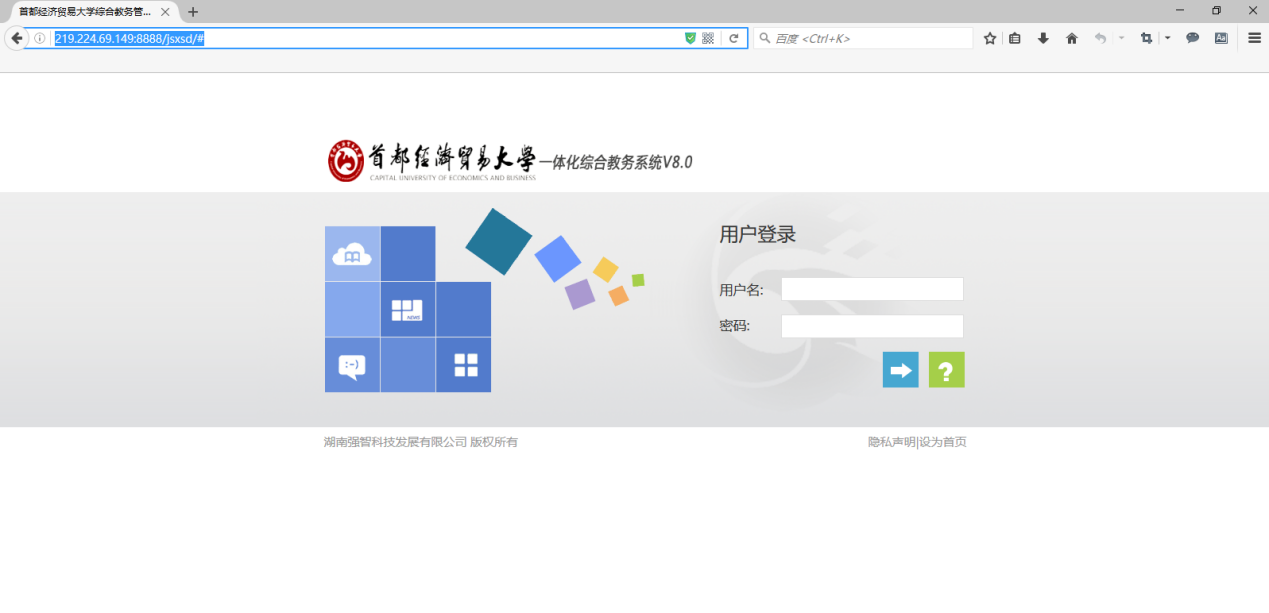 首都经济贸易大学综合教务管...
219.224.69.149:8888/jsxsd/#
百度 <Ctrl+K>
首都經濟貿易大學
CAPITAL UNIVERSITY OF ECONOMICS AND BUSINESS
一体化综合教务系统V8.0
用户登录
用户名:
NEWS
密码:
:-)
?
湖南强智科技发展有限公司 版权所有
隐私声明|设为首页